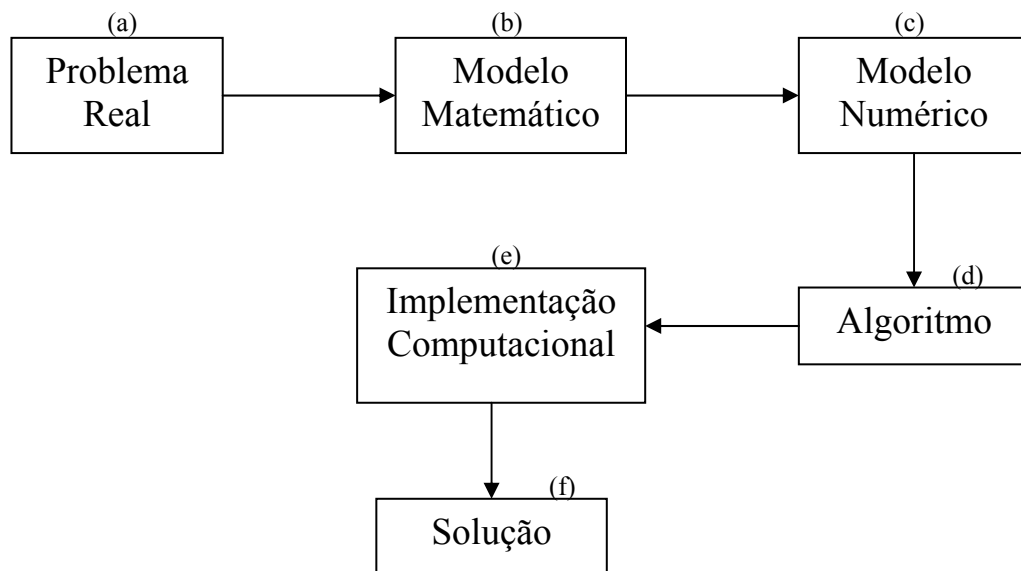 (a)
Problema
Real
(b)
Modelo
Matemático
(c)
Modelo
Numérico
(d)
Algoritmo
(e)
Implementação
Computacional
(f)
Solução